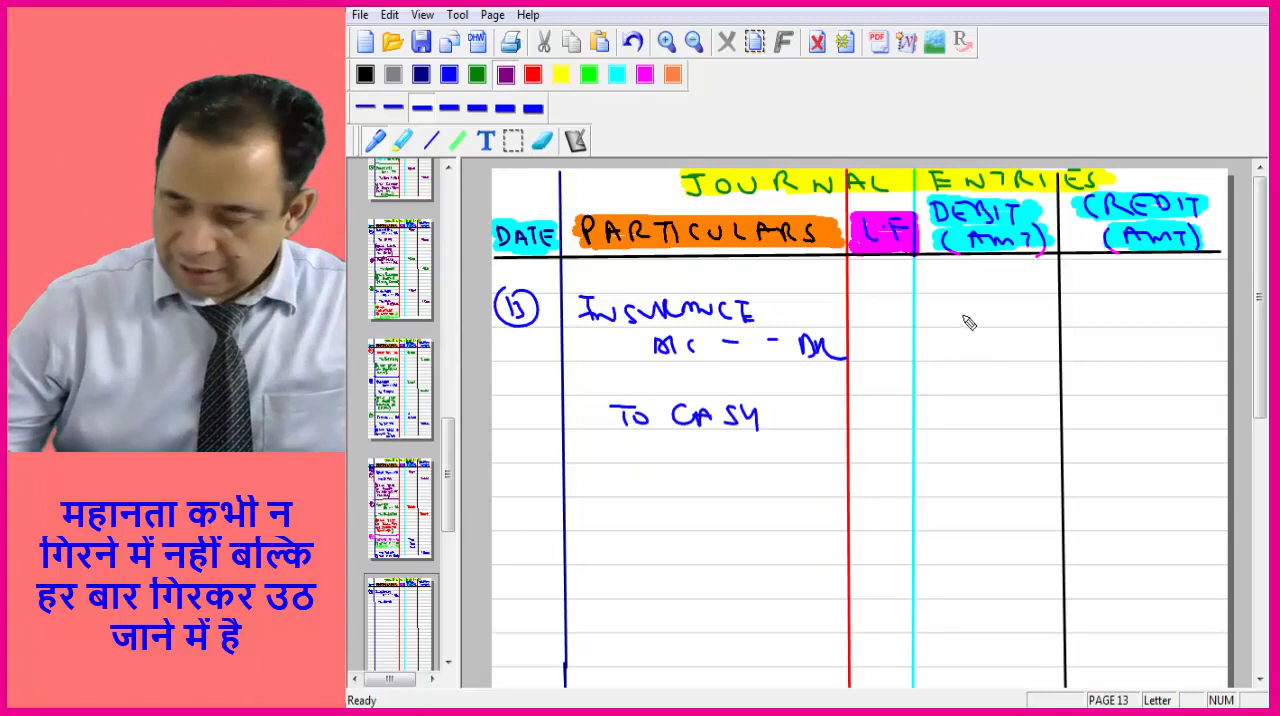 File Edit View Tool Page Help
PDF
JOURNAL ENTRIES
DATE PARTICULARS LF DEBIT (AMT) CREDIT (AMT)
INSURANCE
A/C - - DR
TO CASH
महानता कभी न
गिरने में नहीं बल्कि
हर बार गिरकर उठ
जाने में है
Ready PAGE 13 Letter NUM